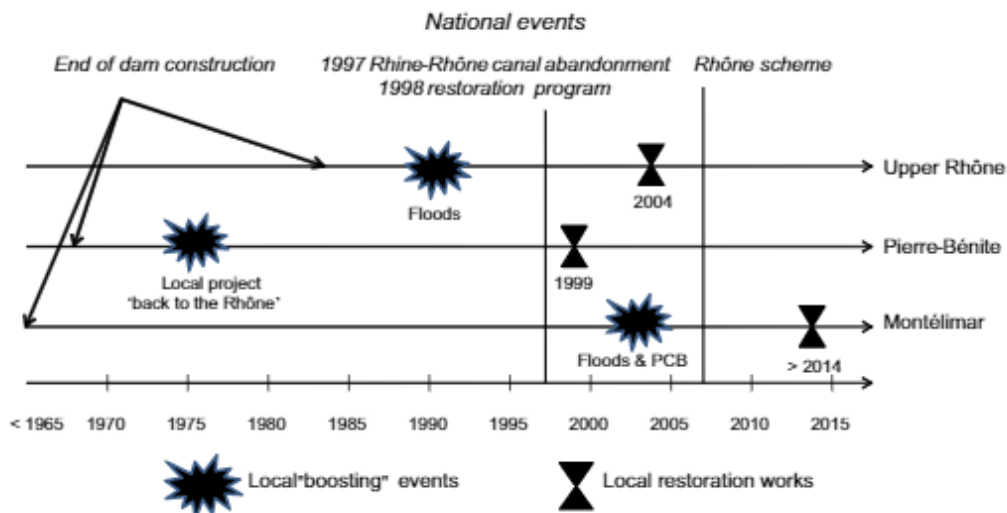 National events
End of dam construction
1997 Rhine-Rhône canal abandonment
1998 restoration program
Rhône scheme
Upper Rhône
Floods
2004
Pierre-Bénite
Local project
"back to the Rhône"
1999
Montélimar
Floods & PCB
> 2014
< 1965 1970 1975 1980 1985 1990 1995 2000 2005 2010 2015
Local"boosting" events
Local restoration works